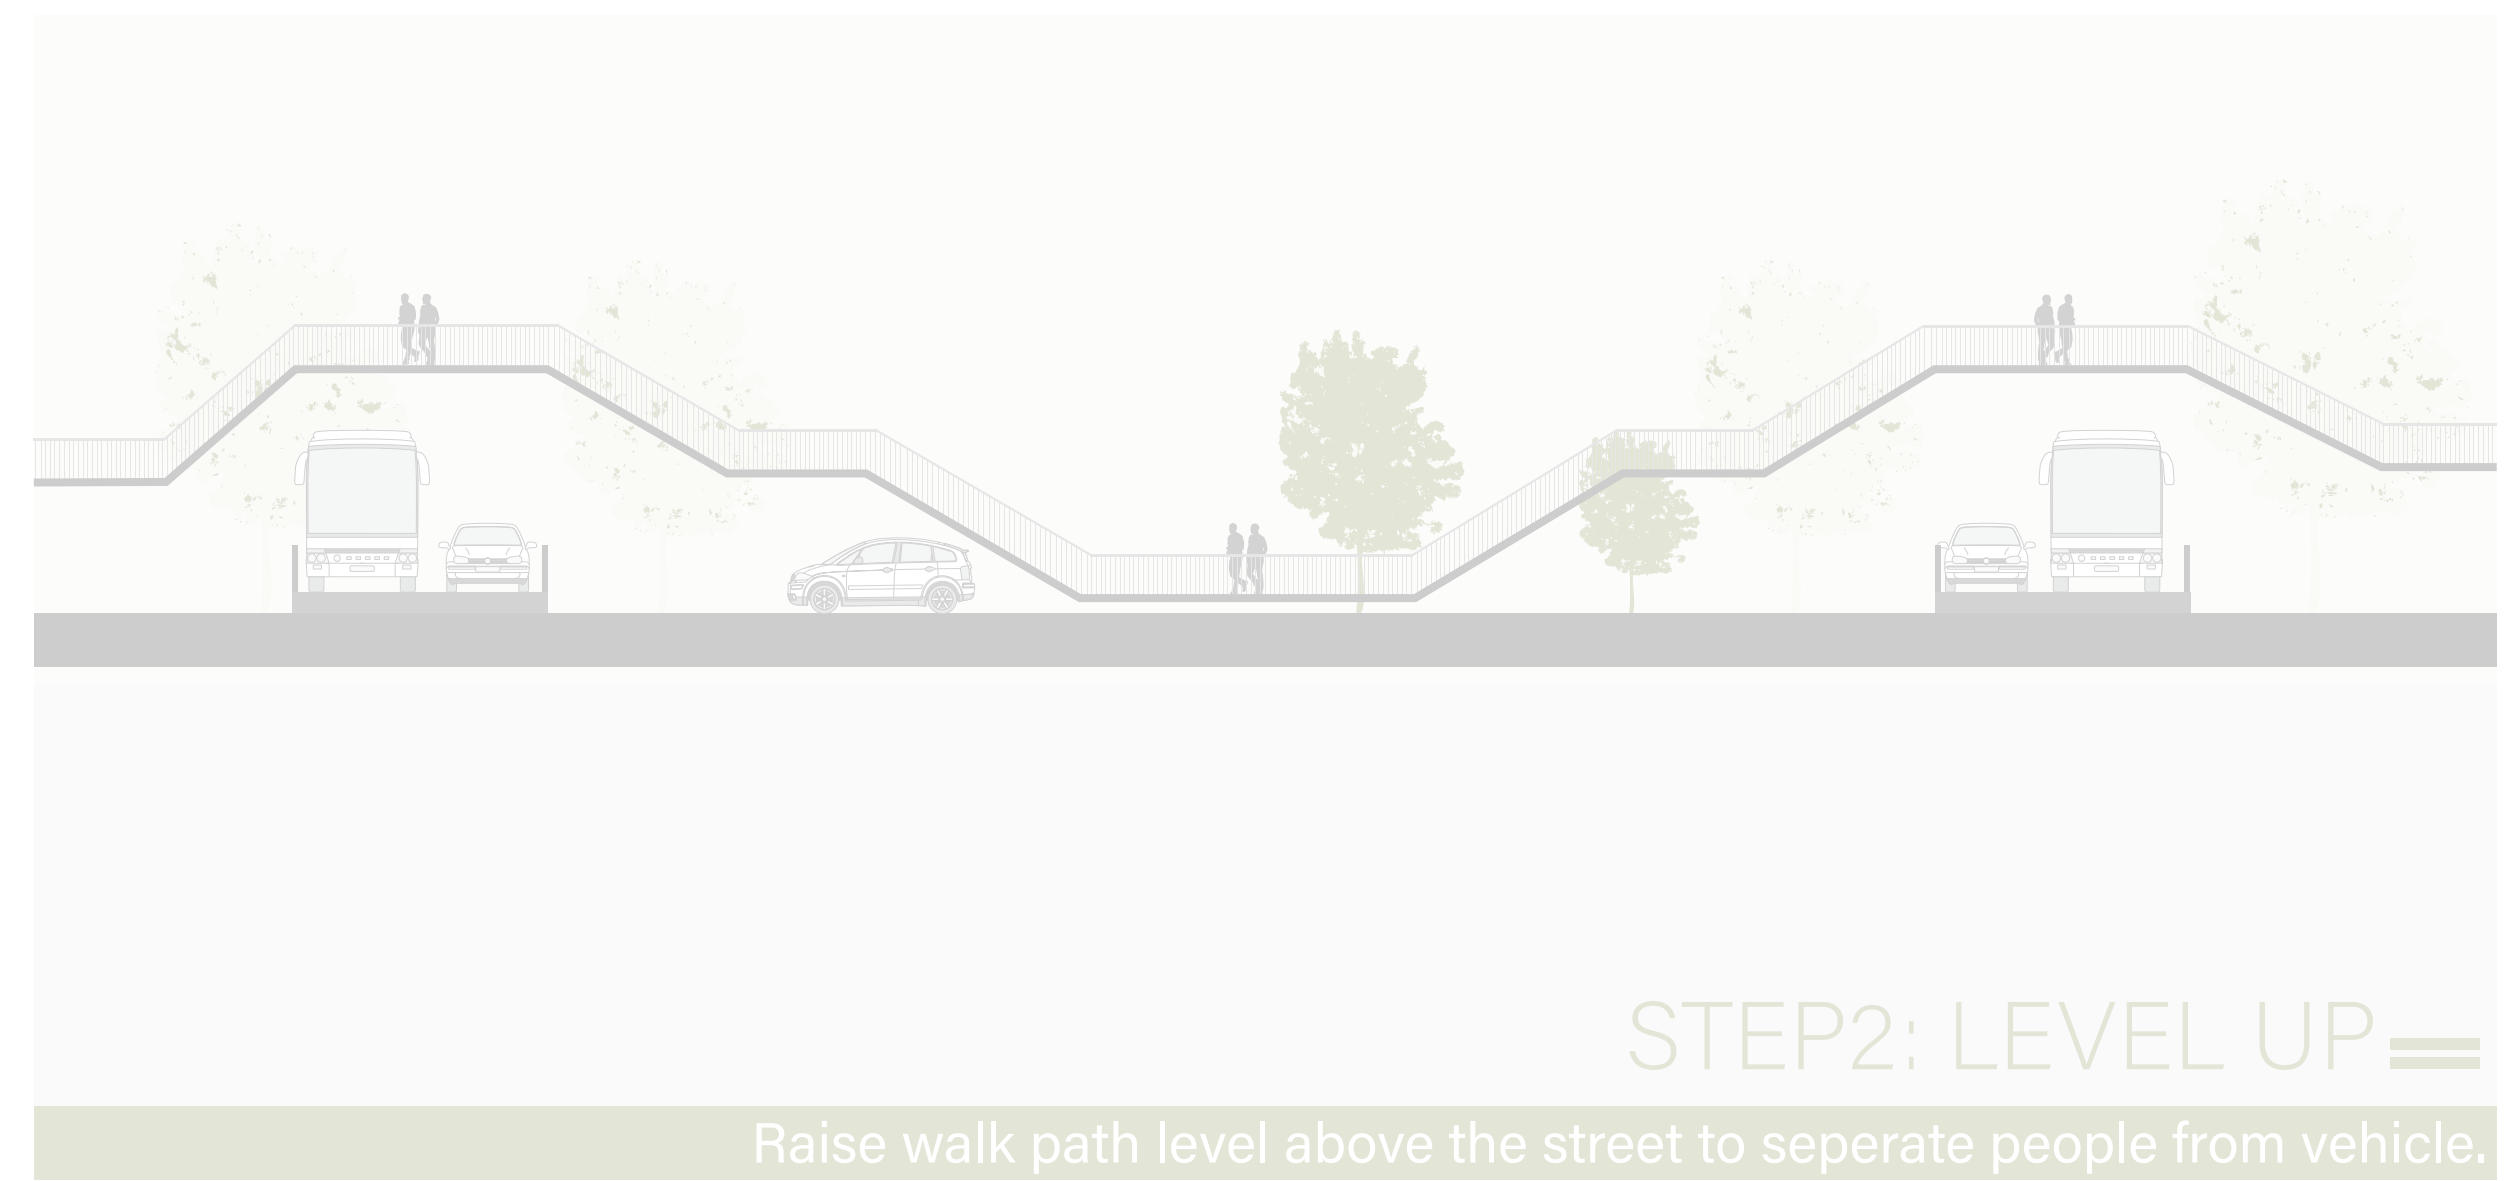 STEP2: LEVEL UP
Raise walk path level above the street to seperate people from vehicle.